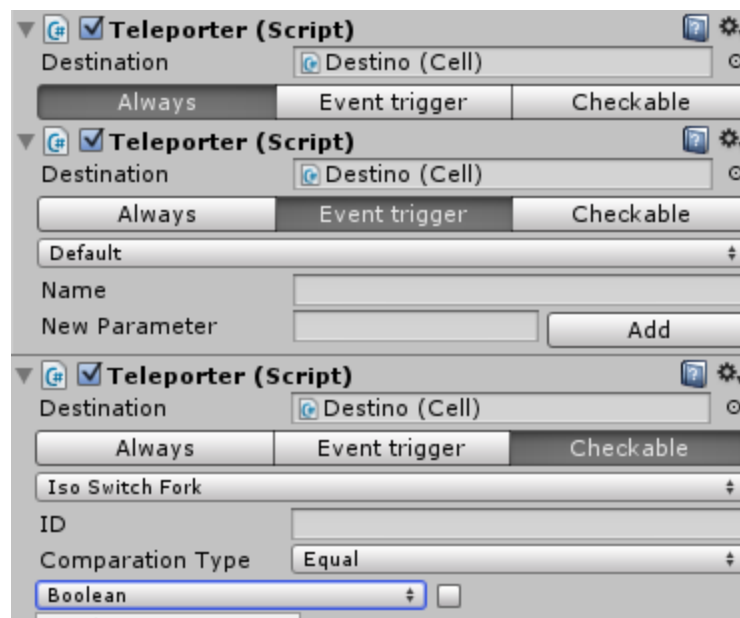 Teleporter (Script)
Destination Destino (Cell)
Always Event trigger Checkable
Teleporter (Script)
Destination Destino (Cell)
Always Event trigger Checkable
Default
Name
New Parameter Add
Teleporter (Script)
Destination Destino (Cell)
Always Event trigger Checkable
Iso Switch Fork
ID
Comparation Type Equal
Boolean